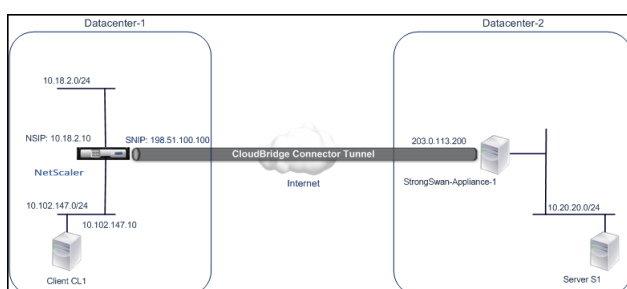 Datacenter-1
Datacenter-2
10.18.2.0/24
NSIP: 10.18.2.10
SNIP: 198.51.100.100
203.0.113.200
CloudBridge Connector Tunnel
NetScaler
Internet
StrongSwan-Appliance-1
10.102.147.0/24
10.20.20.0/24
10.102.147.10
Client CL1
Server S1